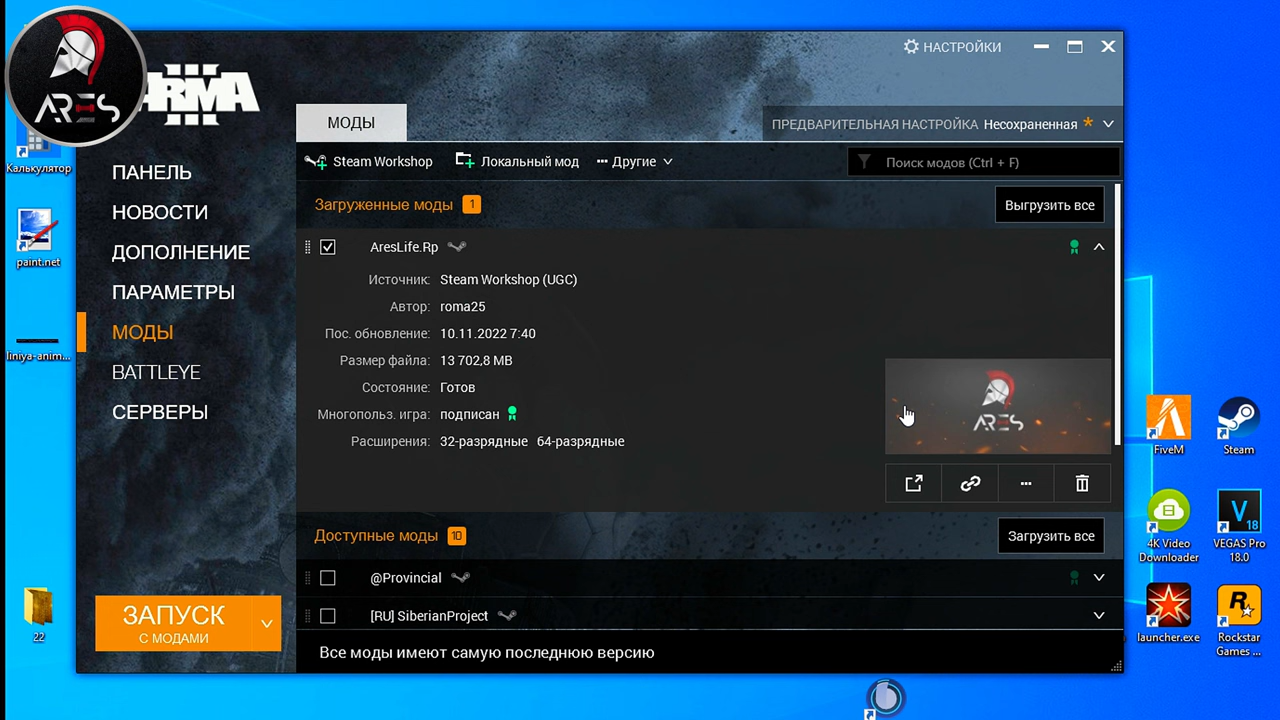 ARES
ARMA III
НАСТРОЙКИ
МОДЫ
ПРЕДВАРИТЕЛЬНАЯ НАСТРОЙКА Несохраненная *
Steam Workshop
Локальный мод
Другие
Поиск модов (Ctrl + F)
ПАНЕЛЬ
НОВОСТИ
ДОПОЛНЕНИЕ
ПАРАМЕТРЫ
МОДЫ
BATTLEYE
СЕРВЕРЫ
ЗАПУСК
С МОДАМИ
Загруженные моды 1
Выгрузить все
AresLife.Rp
Источник: Steam Workshop (UGC)
Автор: roma25
Пос. обновление: 10.11.2022 7:40
Размер файла: 13 702,8 MB
Состояние: Готов
Многопольз. игра: подписан
Расширения: 32-разрядные 64-разрядные
ARES
Доступные моды 10
Загрузить все
@Provincial
[RU] SiberianProject
Все моды имеют самую последнюю версию
Калькулятор
paint.net
liniya-anim...
22
FiveM
Steam
4K Video
Downloader
V
18
VEGAS Pro
18.0
launcher.exe
R
Rockstar
Games ...